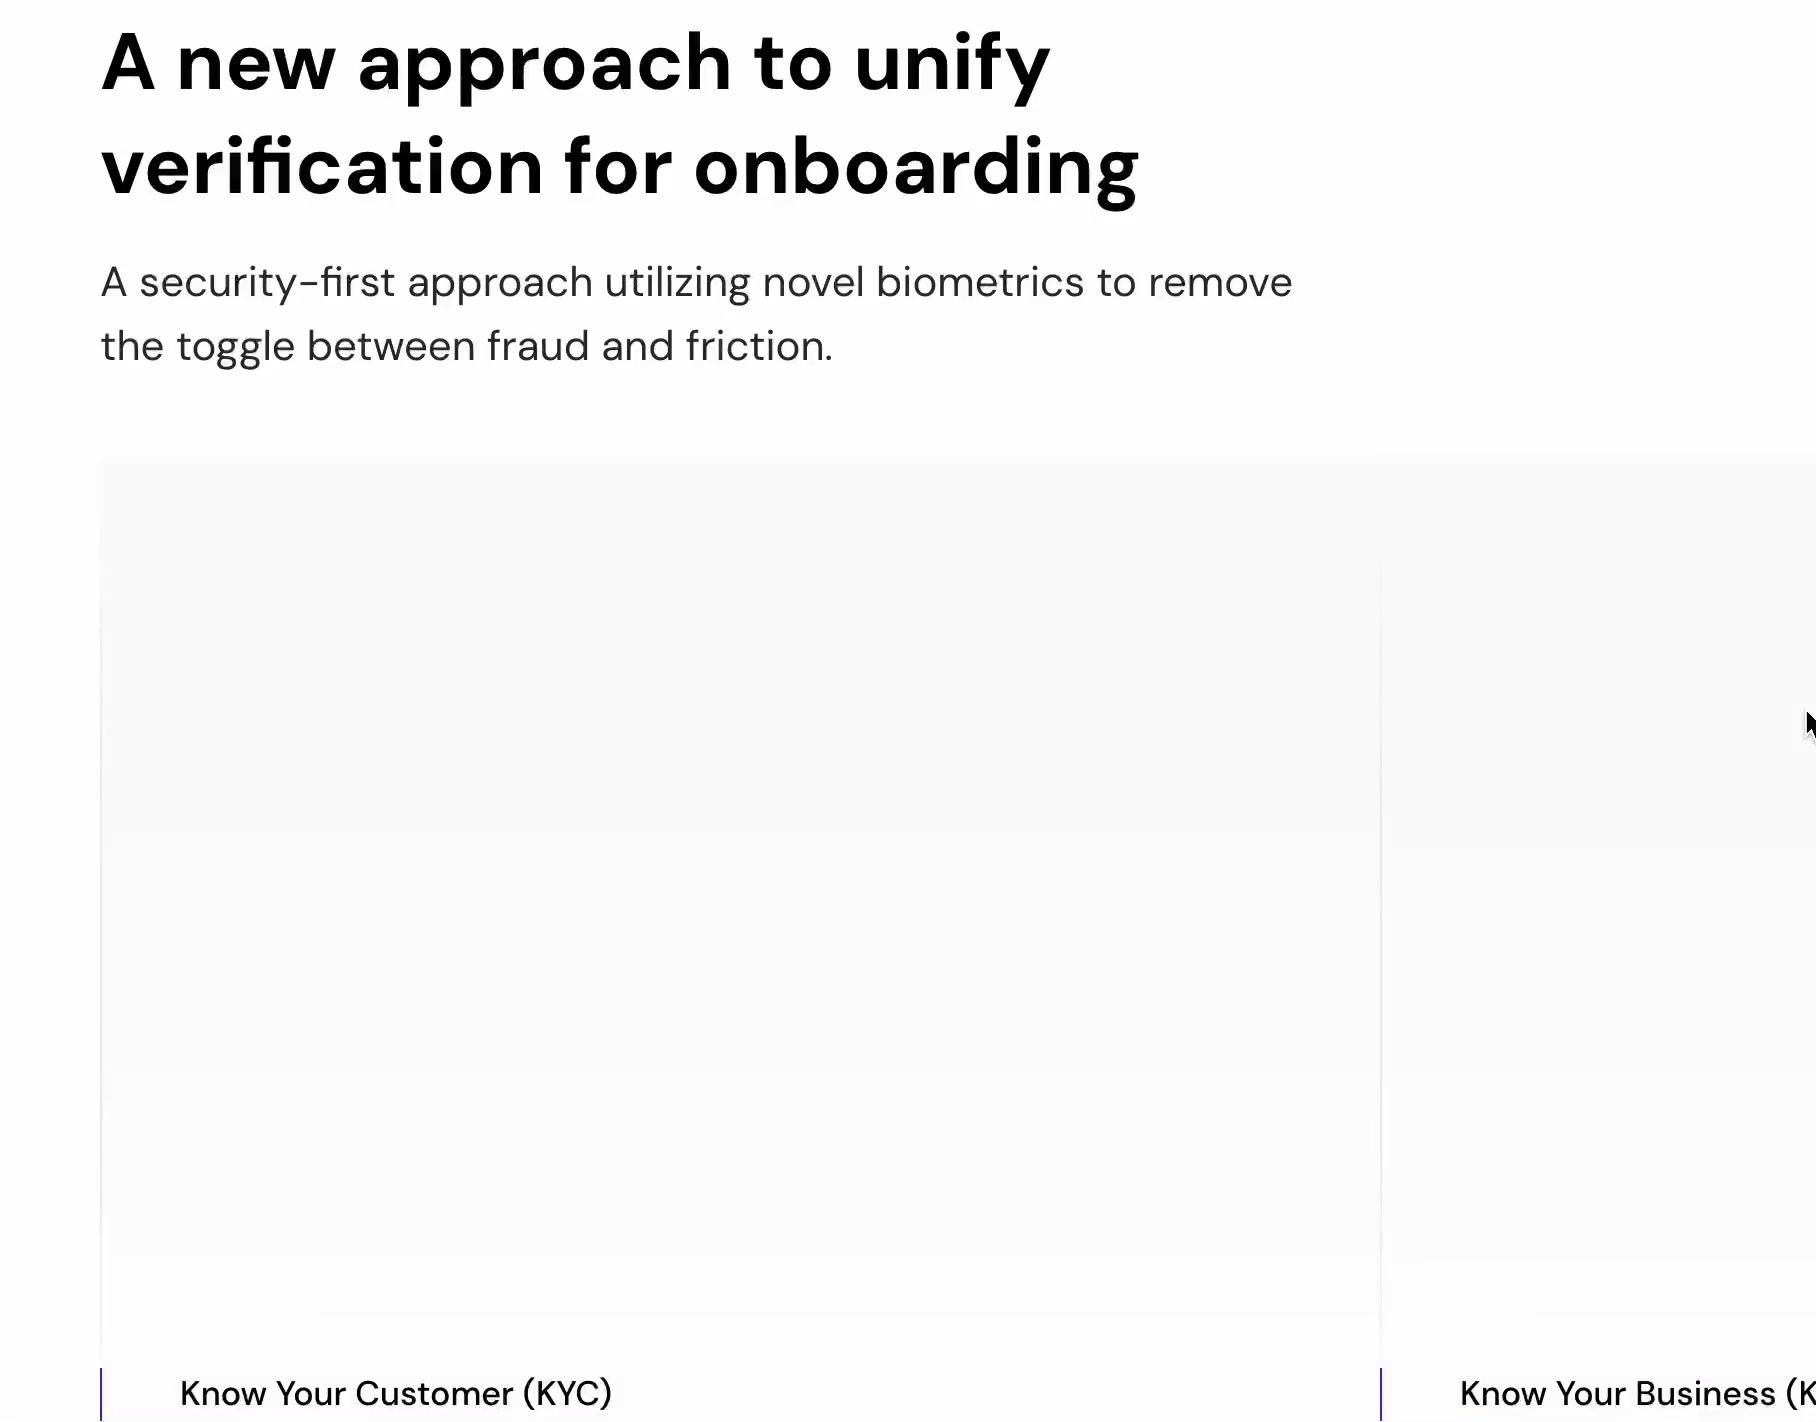 A new approach to unify
verification for onboarding
A security-first approach utilizing novel biometrics to remove
the toggle between fraud and friction.
Know Your Customer (KYC)
Know Your Business (K